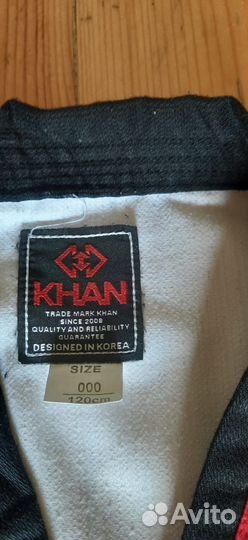 KHAN
TRADE MARK KHAN
SINCE 2008
QUALITY AND RELIABILITY
GUARANTEE
DESIGNED IN KOREA
SIZE
000
120cm
Avito